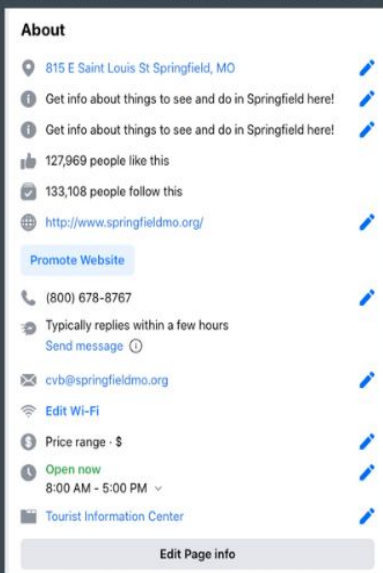 About
815 E Saint Louis St Springfield, MO
Get info about things to see and do in Springfield here!
Get info about things to see and do in Springfield here!
127,969 people like this
133,108 people follow this
http://www.springfieldmo.org/
Promote Website
(800) 678-8767
Typically replies within a few hours
Send message
cvb@springfieldmo.org
Edit Wi-Fi
Price range · $
Open now
8:00 AM - 5:00 PM
Tourist Information Center
Edit Page info